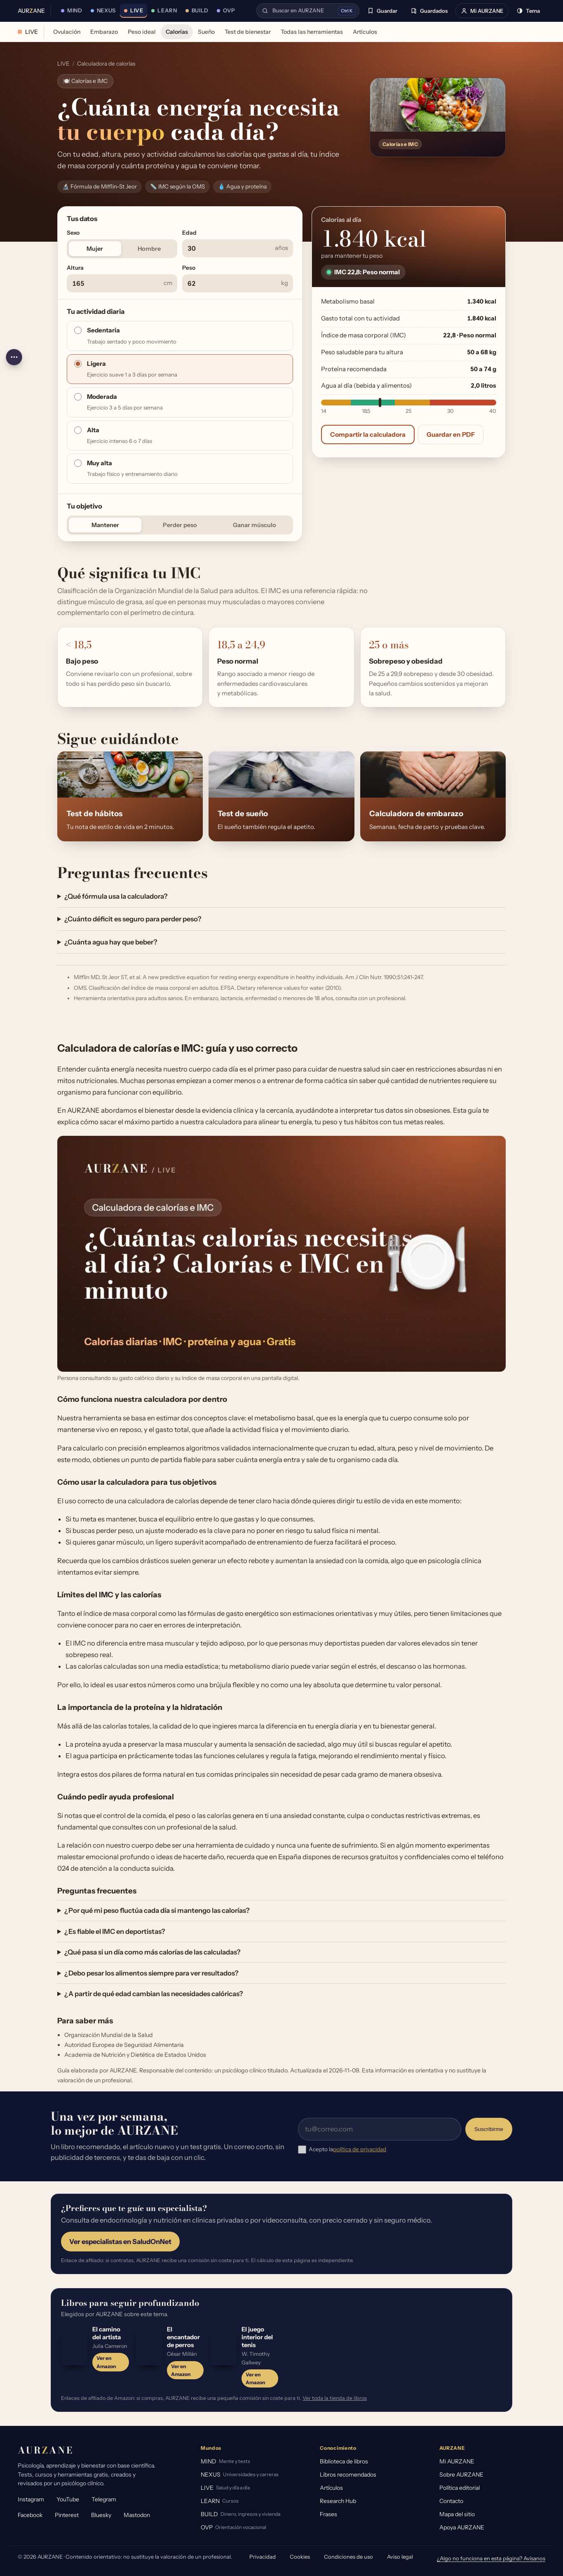 AURZANE
MIND
NEXUS
LIVE
LEARN
BUILD
OVP
Buscar en AURZANE
Ctrl K
Guardar
Guardados
Mi AURZANE
Tema
LIVE
Ovulación
Embarazo
Peso ideal
Calorías
Sueño
Test de bienestar
Todas las herramientas
Artículos
LIVE / Calculadora de calorías
Calorías e IMC
¿Cuánta energía necesita
tu cuerpo cada día?
Con tu edad, altura, peso y actividad calculamos las calorías que gastas al día, tu índice
de masa corporal y cuánta proteína y agua te conviene tomar.
Fórmula de Mifflin-St Jeor
IMC según la OMS
Agua y proteína
Calorías e IMC
Tus datos
Sexo
Edad
Mujer
Hombre
30
años
Altura
Peso
165
cm
62
kg
Tu actividad diaria
Sedentaria
Trabajo sentado y poco movimiento
Ligera
Ejercicio suave 1 a 3 días por semana
Moderada
Ejercicio 3 a 5 días por semana
Alta
Ejercicio intenso 6 o 7 días
Muy alta
Trabajo físico y entrenamiento diario
Tu objetivo
Mantener
Perder peso
Ganar músculo
Calorías al día
1.840 kcal
para mantener tu peso
IMC 22,8: Peso normal
Metabolismo basal 1.340 kcal
Gasto total con tu actividad 1.840 kcal
Índice de masa corporal (IMC) 22,8 · Peso normal
Peso saludable para tu altura 50 a 68 kg
Proteína recomendada 50 a 74 g
Agua al día (bebida y alimentos) 2,0 litros
14 18,5 25 30 40
Compartir la calculadora
Guardar en PDF
Qué significa tu IMC
Clasificación de la Organización Mundial de la Salud para adultos. El IMC es una referencia rápida: no
distingue músculo de grasa, así que en personas muy musculadas o mayores conviene
complementarlo con el perímetro de cintura.
< 18,5
Bajo peso
Conviene revisarlo con un profesional, sobre
todo si has perdido peso sin buscarlo.
18,5 a 24,9
Peso normal
Rango asociado a menor riesgo de
enfermedades cardiovasculares
y metabólicas.
25 o más
Sobrepeso y obesidad
De 25 a 29,9 sobrepeso y desde 30 obesidad.
Pequeños cambios sostenidos ya mejoran
la salud.
Sigue cuidándote
Test de hábitos
Tu nota de estilo de vida en 2 minutos.
Test de sueño
El sueño también regula el apetito.
Calculadora de embarazo
Semanas, fecha de parto y pruebas clave.
Preguntas frecuentes
¿Qué fórmula usa la calculadora?
¿Cuánto déficit es seguro para perder peso?
¿Cuánta agua hay que beber?
Mifflin MD, St Jeor ST, et al. A new predictive equation for resting energy expenditure in healthy individuals. Am J Clin Nutr. 1990;51:241-247.
OMS. Clasificación del índice de masa corporal en adultos. EFSA. Dietary reference values for water (2010).
Herramienta orientativa para adultos sanos. En embarazo, lactancia, enfermedad o menores de 18 años, consulta con un profesional.
Calculadora de calorías e IMC: guía y uso correcto
Entender cuánta energía necesita nuestro cuerpo cada día es el primer paso para cuidar de nuestra salud sin caer en restricciones absurdas ni en
mitos nutricionales. Muchas personas empiezan a comer menos o a entrenar de forma caótica sin saber qué cantidad de nutrientes requiere su
organismo para funcionar con equilibrio.
En AURZANE abordamos el bienestar desde la evidencia clínica y la cercanía, ayudándote a interpretar tus datos sin obsesiones. Esta guía te
explica cómo sacar el máximo partido a nuestra calculadora para alinear tu energía, tu peso y tus hábitos con tus metas reales.
AURZANE / LIVE
Calculadora de calorías e IMC
¿Cuántas calorías necesitas
al día? Calorías e IMC en
minuto
Calorías diarias · IMC · proteína y agua · Gratis
Persona consultando su gasto calórico diario y su índice de masa corporal en una pantalla digital.
Cómo funciona nuestra calculadora por dentro
Nuestra herramienta se basa en estimar dos conceptos clave: el metabolismo basal, que es la energía que tu cuerpo consume solo por
mantenerse vivo en reposo, y el gasto total, que añade la actividad física y el movimiento diario.
Para calcularlo con precisión empleamos algoritmos validados internacionalmente que cruzan tu edad, altura, peso y nivel de movimiento. De
este modo, obtienes un punto de partida fiable para saber cuánta energía entra y sale de tu organismo cada día.
Cómo usar la calculadora para tus objetivos
El uso correcto de una calculadora de calorías depende de tener claro hacia dónde quieres dirigir tu estilo de vida en este momento:
Si tu meta es mantener, busca el equilibrio entre lo que gastas y lo que consumes.
Si buscas perder peso, un ajuste moderado es la clave para no poner en riesgo tu salud física ni mental.
Si quieres ganar músculo, un ligero superávit acompañado de entrenamiento de fuerza facilitará el proceso.
Recuerda que los cambios drásticos suelen generar un efecto rebote y aumentan la ansiedad con la comida, algo que en psicología clínica
intentamos evitar siempre.
Límites del IMC y las calorías
Tanto el índice de masa corporal como las fórmulas de gasto energético son estimaciones orientativas y muy útiles, pero tienen limitaciones que
conviene conocer para no caer en errores de interpretación.
El IMC no diferencia entre masa muscular y tejido adiposo, por lo que personas muy deportistas pueden dar valores elevados sin tener
sobrepeso real.
Las calorías calculadas son una media estadística; tu metabolismo diario puede variar según el estrés, el descanso o las hormonas.
Por ello, lo ideal es usar estos números como una brújula flexible y no como una ley absoluta que determine tu valor personal.
La importancia de la proteína y la hidratación
Más allá de las calorías totales, la calidad de lo que ingieres marca la diferencia en tu energía diaria y en tu bienestar general.
La proteína ayuda a preservar la masa muscular y aumenta la sensación de saciedad, algo muy útil si buscas regular el apetito.
El agua participa en prácticamente todas las funciones celulares y regula la fatiga, mejorando el rendimiento mental y físico.
Integra estos dos pilares de forma natural en tus comidas principales sin necesidad de pesar cada gramo de manera obsesiva.
Cuándo pedir ayuda profesional
Si notas que el control de la comida, el peso o las calorías genera en ti una ansiedad constante, culpa o conductas restrictivas extremas, es
fundamental que consultes con un profesional de la salud.
La relación con nuestro cuerpo debe ser una herramienta de cuidado y nunca una fuente de sufrimiento. Si en algún momento experimentas
malestar emocional profundo o ideas de hacerte daño, recuerda que en España dispones de recursos gratuitos y confidenciales como el teléfono
024 de atención a la conducta suicida.
Preguntas frecuentes
¿Por qué mi peso fluctúa cada día si mantengo las calorías?
¿Es fiable el IMC en deportistas?
¿Qué pasa si un día como más calorías de las calculadas?
¿Debo pesar los alimentos siempre para ver resultados?
¿A partir de qué edad cambian las necesidades calóricas?
Para saber más
Organización Mundial de la Salud
Autoridad Europea de Seguridad Alimentaria
Academia de Nutrición y Dietética de Estados Unidos
Guía elaborada por AURZANE. Responsable del contenido: un psicólogo clínico titulado. Actualizada el 2026-11-08. Esta información es orientativa y no sustituye la
valoración de un profesional.
Una vez por semana,
lo mejor de AURZANE
Un libro recomendado, el artículo nuevo y un test gratis. Un correo corto, sin
publicidad de terceros, y te das de baja con un clic.
tu@correo.com
Suscribirme
Acepto la política de privacidad
¿Prefieres que te guíe un especialista?
Consulta de endocrinología y nutrición en clínicas privadas o por videoconsulta, con precio cerrado y sin seguro médico.
Ver especialistas en SaludOnNet
Enlace de afiliado: si contratas, AURZANE recibe una comisión sin coste para ti. El cálculo de esta página es independiente.
Libros para seguir profundizando
Elegidos por AURZANE sobre este tema.
El camino
del artista
Julia Cameron
Ver en
Amazon
El
encantador
de perros
César Millán
Ver en
Amazon
El juego
interior del
tenis
W. Timothy
Gallwey
Ver en
Amazon
Enlaces de afiliado de Amazon: si compras, AURZANE recibe una pequeña comisión sin coste para ti. Ver toda la tienda de libros
AURZANE
Psicología, aprendizaje y bienestar con base científica.
Tests, cursos y herramientas gratis, creados y
revisados por un psicólogo clínico.
Instagram YouTube Telegram
Facebook Pinterest Bluesky Mastodon
Mundos
MIND Mente y tests
NEXUS Universidades y carreras
LIVE Salud y día a día
LEARN Cursos
BUILD Dinero, ingresos y vivienda
OVP Orientación vocacional
Conocimiento
Biblioteca de libros
Libros recomendados
Artículos
Research Hub
Frases
AURZANE
Mi AURZANE
Sobre AURZANE
Política editorial
Contacto
Mapa del sitio
Apoya AURZANE
© 2026 AURZANE · Contenido orientativo: no sustituye la valoración de un profesional.
Privacidad
Cookies
Condiciones de uso
Aviso legal
¿Algo no funciona en esta página? Avísanos